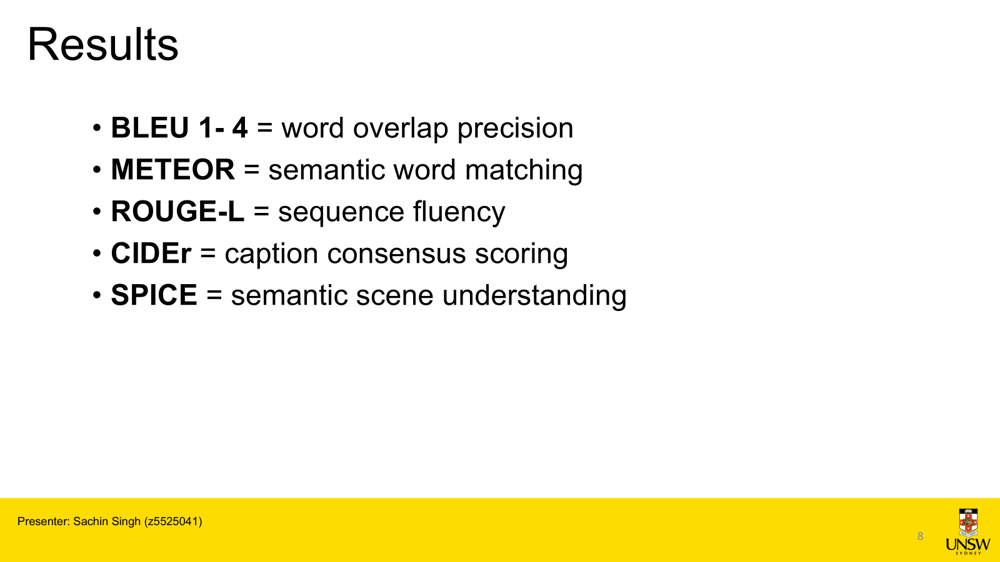 Results
• BLEU 1- 4 = word overlap precision
• METEOR = semantic word matching
• ROUGE-L = sequence fluency
• CIDEr = caption consensus scoring
• SPICE = semantic scene understanding
Presenter: Sachin Singh (z5525041)
8
UNSW
SYDNEY